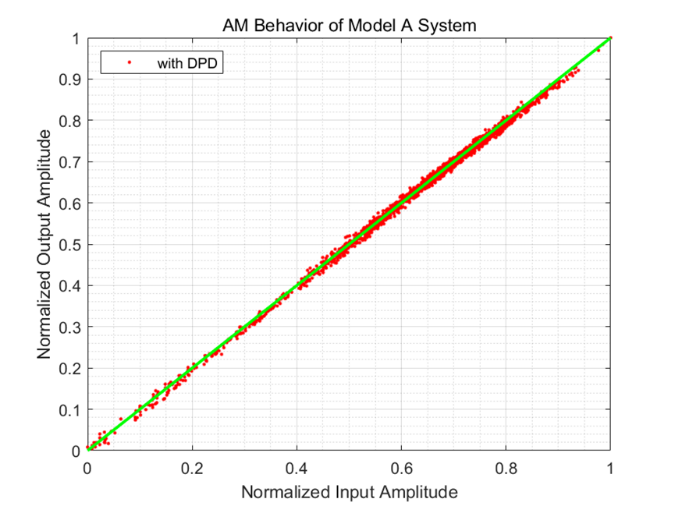 AM Behavior of Model A System
with DPD
Normalized Output Amplitude
1
0.9
0.8
0.7
0.6
0.5
0.4
0.3
0.2
0.1
0
0 0.2 0.4 0.6 0.8 1
Normalized Input Amplitude